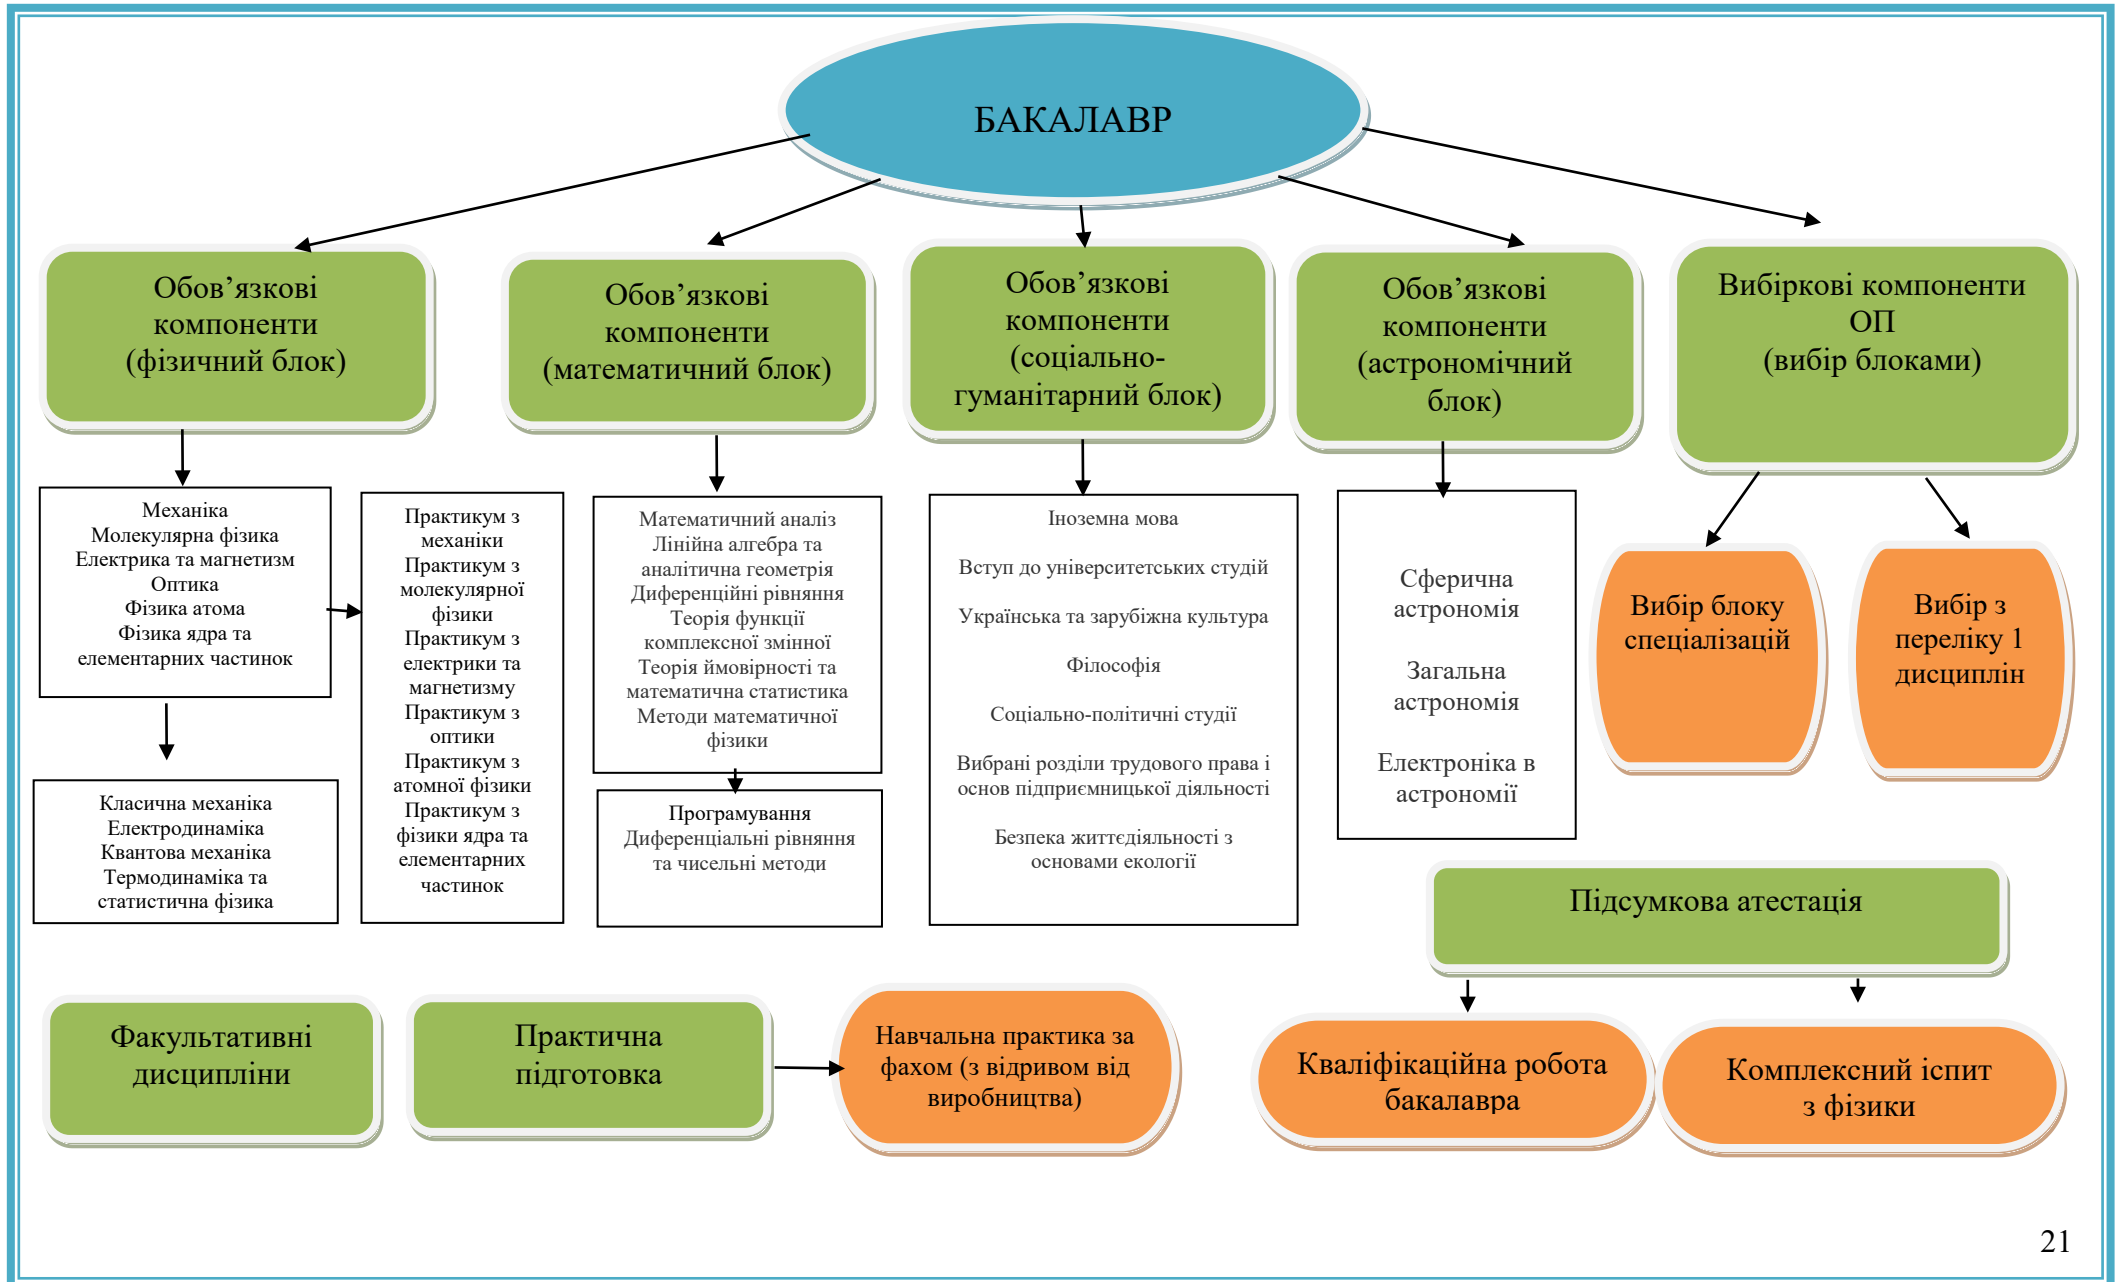 БАКАЛАВР
Обов’язкові
компоненти
(фізичний блок)
Обов’язкові
компоненти
(математичний блок)
Обов’язкові
компоненти
(соціально-
гуманітарний блок)
Обов’язкові
компоненти
(астрономічний
блок)
Вибіркові компоненти
ОП
(вибір блоками)
Механіка
Молекулярна фізика
Електрика та магнетизм
Оптика
Фізика атома
Фізика ядра та
елементарних частинок
Практикум з
механіки
Практикум з
молекулярної
фізики
Практикум з
електрики та
магнетизму
Практикум з
оптики
Практикум з
атомної фізики
Практикум з
фізики ядра та
елементарних
частинок
Математичний аналіз
Лінійна алгебра та
аналітична геометрія
Диференційні рівняння
Теорія функції
комплексної змінної
Теорія ймовірності та
математична статистика
Методи математичної
фізики
Іноземна мова
Вступ до університетських студій
Українська та зарубіжна культура
Філософія
Соціально-політичні студії
Вибрані розділи трудового права і
основ підприємницької діяльності
Безпека життєдіяльності з
основами екології
Сферична
астрономія
Загальна
астрономія
Електроніка в
астрономії
Вибір блоку
спеціалізацій
Вибір з
переліку 1
дисциплін
Класична механіка
Електродинаміка
Квантова механіка
Термодинаміка та
статистична фізика
Програмування
Диференціальні рівняння
та чисельні методи
Підсумкова атестація
Факультативні
дисципліни
Практична
підготовка
Навчальна практика за
фахом (з відривом від
виробництва)
Кваліфікаційна робота
бакалавра
Комплексний іспит
з фізики
21